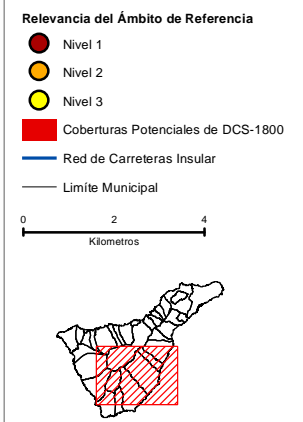 Relevancia del Ámbito de Referencia
Nivel 1
Nivel 2
Nivel 3
Coberturas Potenciales de DCS-1800
Red de Carreteras Insular
Limíte Municipal
0 2 4
Kilometros